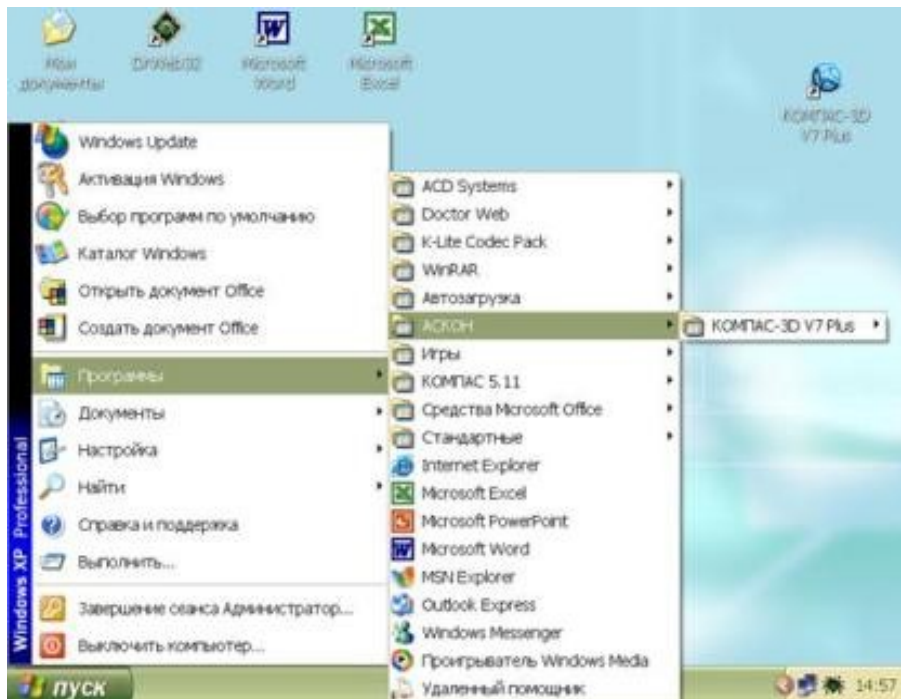 Мои документы
DrWeb32
Microsoft Word
Microsoft Excel
КОМПАС-3D V7 Plus
Windows Update
Активация Windows
Выбор программ по умолчанию
Каталог Windows
Открыть документ Office
Создать документ Office
Программы
Документы
Настройка
Найти
Справка и поддержка
Выполнить...
Завершение сеанса Администратор...
Выключить компьютер...
Windows XP Professional
ACD Systems
Doctor Web
K-Lite Codec Pack
WinRAR
Автозагрузка
АСКОН
Игры
КОМПАС 5.11
Средства Microsoft Office
Стандартные
Internet Explorer
Microsoft Excel
Microsoft PowerPoint
Microsoft Word
MSN Explorer
Outlook Express
Windows Messenger
Проигрыватель Windows Media
Удаленный помощник
КОМПАС-3D V7 Plus
пуск
14:57